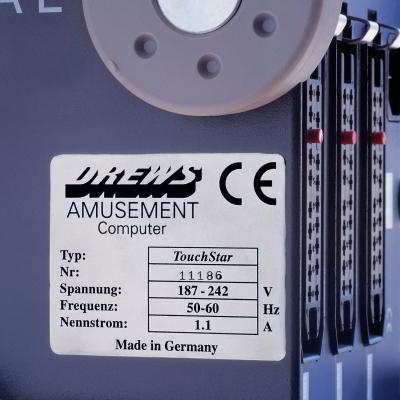 AL
DREWS CE
AMUSEMENT
Computer
Typ: TouchStar
Nr: 11186
Spannung: 187 - 242 V
Frequenz: 50-60 Hz
Nennstrom: 1.1 A
Made in Germany